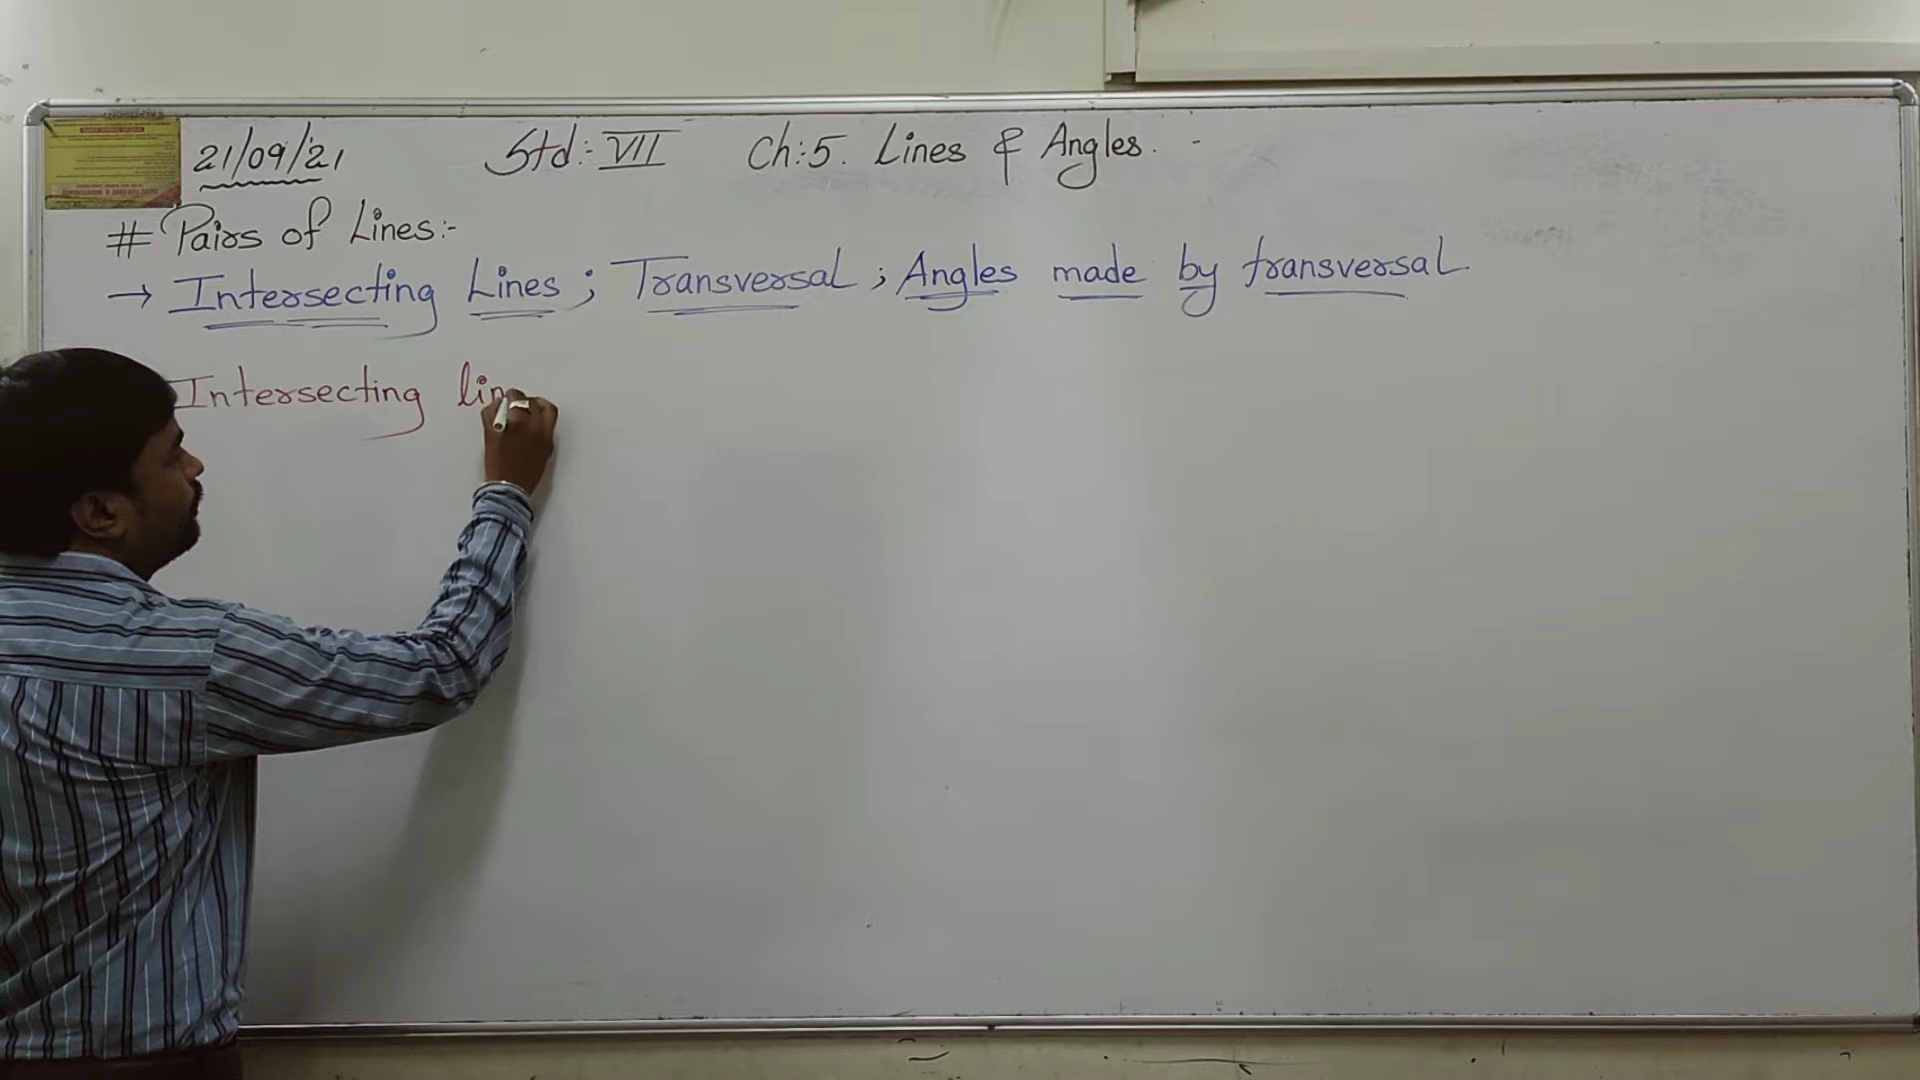 21/09/21 Std:- VII Ch:5. Lines & Angles.
# Pairs of Lines:-
→ Intersecting Lines ; Transversal ; Angles made by transversal
Intersecting lin